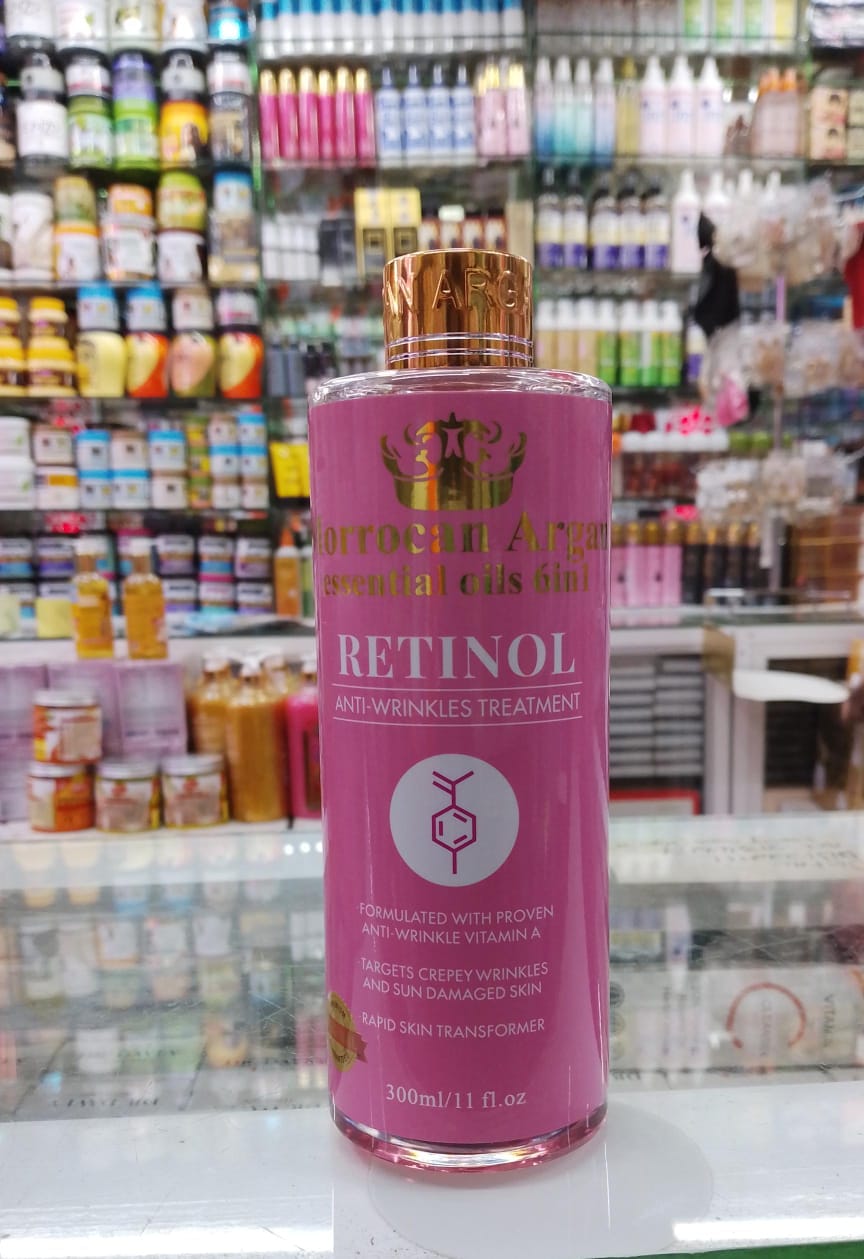 N ARGA
Morrocan Argan
essential oils 6in1
RETINOL
ANTI-WRINKLES TREATMENT
FORMULATED WITH PROVEN
ANTI-WRINKLE VITAMIN A
TARGETS CREPEY WRINKLES
AND SUN DAMAGED SKIN
RAPID SKIN TRANSFORMER
300ml/11 fl.oz